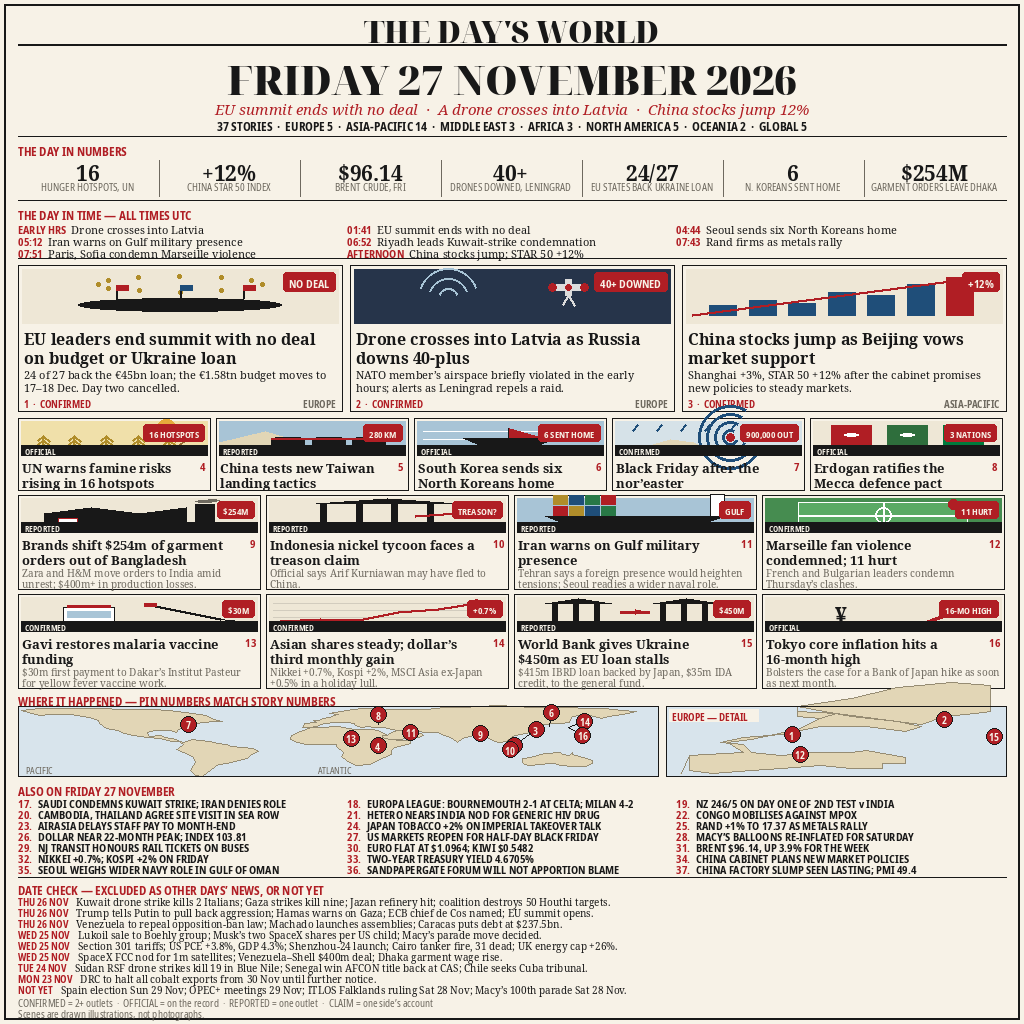 THE DAY'S WORLD
FRIDAY 27 NOVEMBER 2026
EU summit ends with no deal · A drone crosses into Latvia · China stocks jump 12%
37 STORIES · EUROPE 5 · ASIA-PACIFIC 14 · MIDDLE EAST 3 · AFRICA 3 · NORTH AMERICA 5 · OCEANIA 2 · GLOBAL 5
THE DAY IN NUMBERS
16
HUNGER HOTSPOTS, UN
+12%
CHINA STAR 50 INDEX
$96.14
BRENT CRUDE, FRI
40+
DRONES DOWNED, LENINGRAD
24/27
EU STATES BACK UKRAINE LOAN
6
N. KOREANS SENT HOME
$254M
GARMENT ORDERS LEAVE DHAKA
THE DAY IN TIME — ALL TIMES UTC
EARLY HRS Drone crosses into Latvia
01:41 EU summit ends with no deal
04:44 Seoul sends six North Koreans home
05:12 Iran warns on Gulf military presence
06:52 Riyadh leads Kuwait-strike condemnation
07:43 Rand firms as metals rally
07:51 Paris, Sofia condemn Marseille violence
AFTERNOON China stocks jump; STAR 50 +12%
NO DEAL
EU leaders end summit with no deal
on budget or Ukraine loan
24 of 27 back the €45bn loan; the €1.58tn budget moves to
17–18 Dec. Day two cancelled.
1 · CONFIRMED EUROPE
40+ DOWNED
Drone crosses into Latvia as Russia
downs 40-plus
NATO member's airspace briefly violated in the early
hours; alerts as Leningrad repels a raid.
2 · CONFIRMED EUROPE
+12%
China stocks jump as Beijing vows
market support
Shanghai +3%, STAR 50 +12% after the cabinet promises
new policies to steady markets.
3 · CONFIRMED ASIA-PACIFIC
16 HOTSPOTS
OFFICIAL
UN warns famine risks 4
rising in 16 hotspots
280 KM
REPORTED
China tests new Taiwan 5
landing tactics
6 SENT HOME
OFFICIAL
South Korea sends six 6
North Koreans home
900,000 OUT
CONFIRMED
Black Friday after the 7
nor'easter
3 NATIONS
OFFICIAL
Erdogan ratifies the 8
Mecca defence pact
$254M
REPORTED
Brands shift $254m of garment 9
orders out of Bangladesh
Zara and H&M move orders to India amid
unrest; $400m+ in production losses.
TREASON?
REPORTED
Indonesia nickel tycoon faces a 10
treason claim
Official says Arif Kurniawan may have fled to
China.
GULF
REPORTED
Iran warns on Gulf military 11
presence
Tehran says a foreign presence would heighten
tensions; Seoul readies a wider naval role.
11 HURT
CONFIRMED
Marseille fan violence 12
condemned; 11 hurt
French and Bulgarian leaders condemn
Thursday's clashes.
$30M
CONFIRMED
Gavi restores malaria vaccine 13
funding
$30m first payment to Dakar's Institut Pasteur
for yellow fever vaccine work.
+0.7%
CONFIRMED
Asian shares steady; dollar's 14
third monthly gain
Nikkei +0.7%, Kospi +2%, MSCI Asia ex-Japan
+0.5% in a holiday lull.
$450M
REPORTED
World Bank gives Ukraine 15
$450m as EU loan stalls
$415m IBRD loan backed by Japan, $35m IDA
credit, to the general fund.
¥
16-MO HIGH
OFFICIAL
Tokyo core inflation hits a 16
16-month high
Bolsters the case for a Bank of Japan hike as soon
as next month.
WHERE IT HAPPENED — PIN NUMBERS MATCH STORY NUMBERS
7
8
13
4
11
9
6
3
10
14
16
PACIFIC
ATLANTIC
EUROPE — DETAIL
1
12
2
15
ALSO ON FRIDAY 27 NOVEMBER
17. SAUDI CONDEMNS KUWAIT STRIKE; IRAN DENIES ROLE
18. EUROPA LEAGUE: BOURNEMOUTH 2-1 AT CELTA; MILAN 4-2
19. NZ 246/5 ON DAY ONE OF 2ND TEST v INDIA
20. CAMBODIA, THAILAND AGREE SITE VISIT IN SEA ROW
21. HETERO NEARS INDIA NOD FOR GENERIC HIV DRUG
22. CONGO MOBILISES AGAINST MPOX
23. AIRASIA DELAYS STAFF PAY TO MONTH-END
24. JAPAN TOBACCO +2% ON IMPERIAL TAKEOVER TALK
25. RAND +1% TO 17.37 AS METALS RALLY
26. DOLLAR NEAR 22-MONTH PEAK; INDEX 103.81
27. US MARKETS REOPEN FOR HALF-DAY BLACK FRIDAY
28. MACY'S BALLOONS RE-INFLATED FOR SATURDAY
29. NJ TRANSIT HONOURS RAIL TICKETS ON BUSES
30. EURO FLAT AT $1.0964; KIWI $0.5482
31. BRENT $96.14, UP 3.9% FOR THE WEEK
32. NIKKEI +0.7%; KOSPI +2% ON FRIDAY
33. TWO-YEAR TREASURY YIELD 4.6705%
34. CHINA CABINET PLANS NEW MARKET POLICIES
35. SEOUL WEIGHS WIDER NAVY ROLE IN GULF OF OMAN
36. SANDPAPERGATE FORUM WILL NOT APPORTION BLAME
37. CHINA FACTORY SLUMP SEEN LASTING; PMI 49.4
DATE CHECK — EXCLUDED AS OTHER DAYS' NEWS, OR NOT YET
THU 26 NOV Kuwait drone strike kills 2 Italians; Gaza strikes kill nine; Jazan refinery hit; coalition destroys 50 Houthi targets.
THU 26 NOV Trump tells Putin to pull back aggression; Hamas warns on Gaza; ECB chief de Cos named; EU summit opens.
THU 26 NOV Venezuela to repeal opposition-ban law; Machado launches assemblies; Caracas puts debt at $237.5bn.
WED 25 NOV Lukoil sale to Boehly group; Musk's two SpaceX shares per US child; Macy's parade moved.
WED 25 NOV Section 301 tariffs; US PCE +3.8%, GDP 4.3%; Shenzhou-24 launch; Cairo tanker fire, 31 dead; UK energy cap +26%.
WED 25 NOV SpaceX FCC nod for 1m satellites; Venezuela–Shell $400m deal; Dhaka garment wage rise.
TUE 24 NOV Sudan RSF drone strikes kill 19 in Blue Nile; Senegal win AFCON title back at CAS; Chile seeks Cuba tribunal.
MON 23 NOV DRC to halt all cobalt exports from 30 Nov until further notice.
NOT YET Spain election Sun 29 Nov; OPEC+ meetings 29 Nov; ITLOS Falklands ruling Sat 28 Nov; Macy's 100th parade Sat 28 Nov.
CONFIRMED = 2+ outlets · OFFICIAL = on the record · REPORTED = one outlet · CLAIM = one side's account
Scenes are drawn illustrations, not photographs.